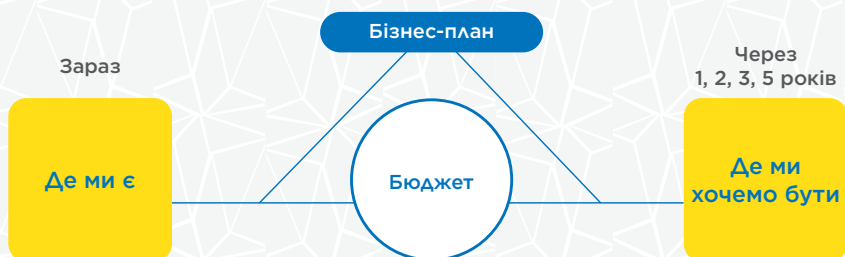 Бізнес-план
Зараз
Через
1, 2, 3, 5 років
Де ми є
Бюджет
Де ми
хочемо бути